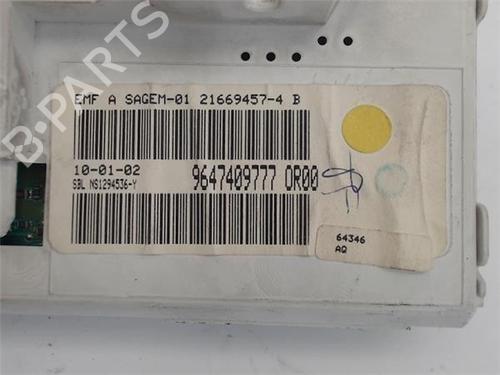 B-PARTS
EMF A SAGEM-01 21669457-4 B
10-01-02
9647409777 0R00
SBL NS1294536-Y
64346
AQ